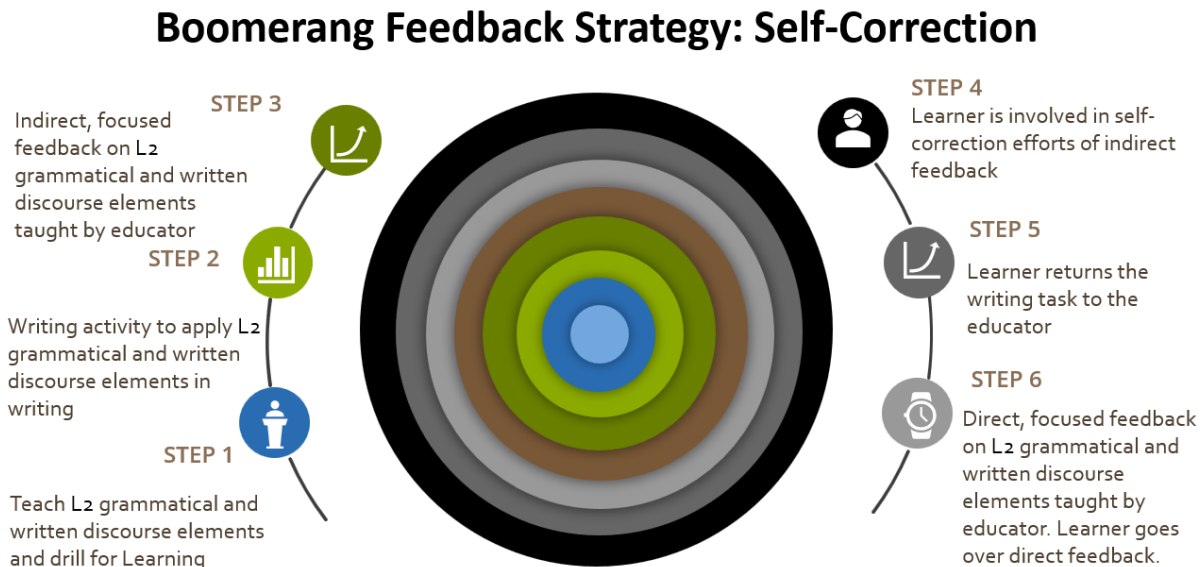 Boomerang Feedback Strategy: Self-Correction
STEP 3
Indirect, focused
feedback on L2
grammatical and written
discourse elements
taught by educator
STEP 2
Writing activity to apply L2
grammatical and written
discourse elements in
writing
STEP 1
Teach L2 grammatical and
written discourse elements
and drill for Learning
STEP 4
Learner is involved in self-
correction efforts of indirect
feedback
STEP 5
Learner returns the
writing task to the
educator
STEP 6
Direct, focused feedback
on L2 grammatical and
written discourse
elements taught by
educator. Learner goes
over direct feedback.